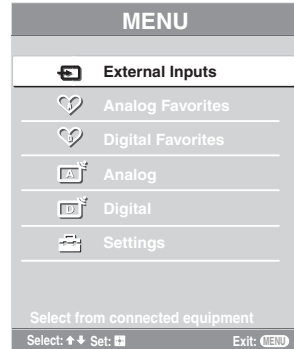 MENU
External Inputs
Analog Favorites
Digital Favorites
A Analog
D Digital
Settings
Select from connected equipment
Select: Set: Exit: MENU